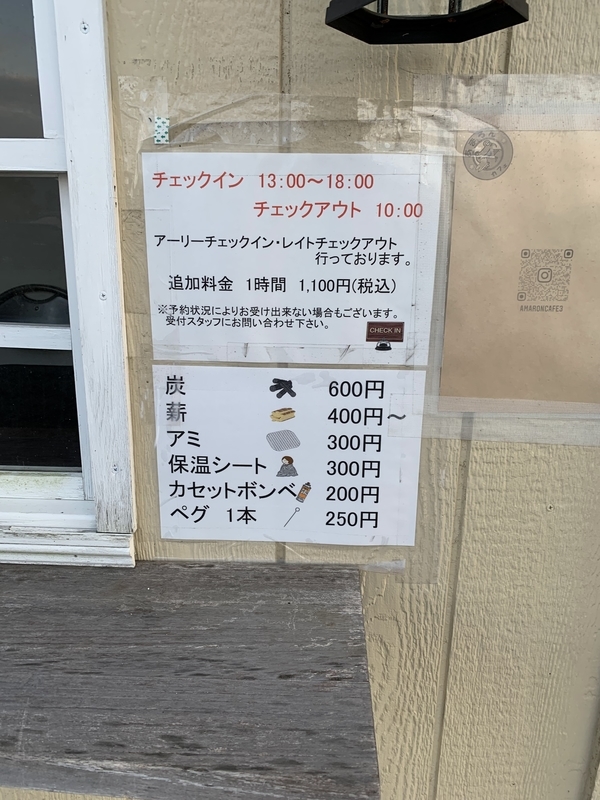 チェックイン 13:00～18:00
チェックアウト 10:00
アーリーチェックイン・レイトチェックアウト
行っております。
追加料金 1時間 1,100円(税込)
※予約状況によりお受け出来ない場合もございます。
受付スタッフにお問い合わせ下さい。
CHECK IN
炭 600円
薪 400円～
アミ 300円
保温シート 300円
カセットボンベ 200円
ペグ 1本 250円
AMAMONCAFE3